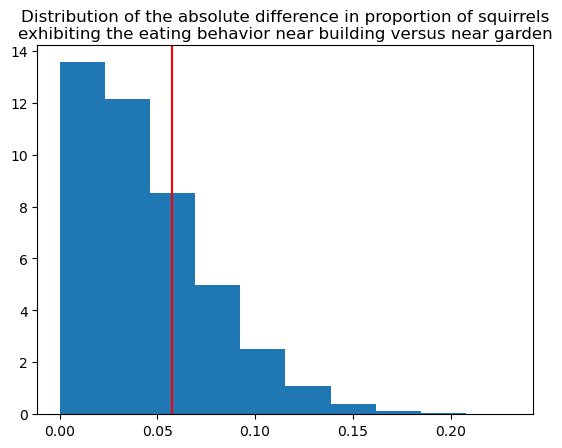 Distribution of the absolute difference in proportion of squirrels
exhibiting the eating behavior near building versus near garden
14
12
10
8
6
4
2
0
0.00 0.05 0.10 0.15 0.20